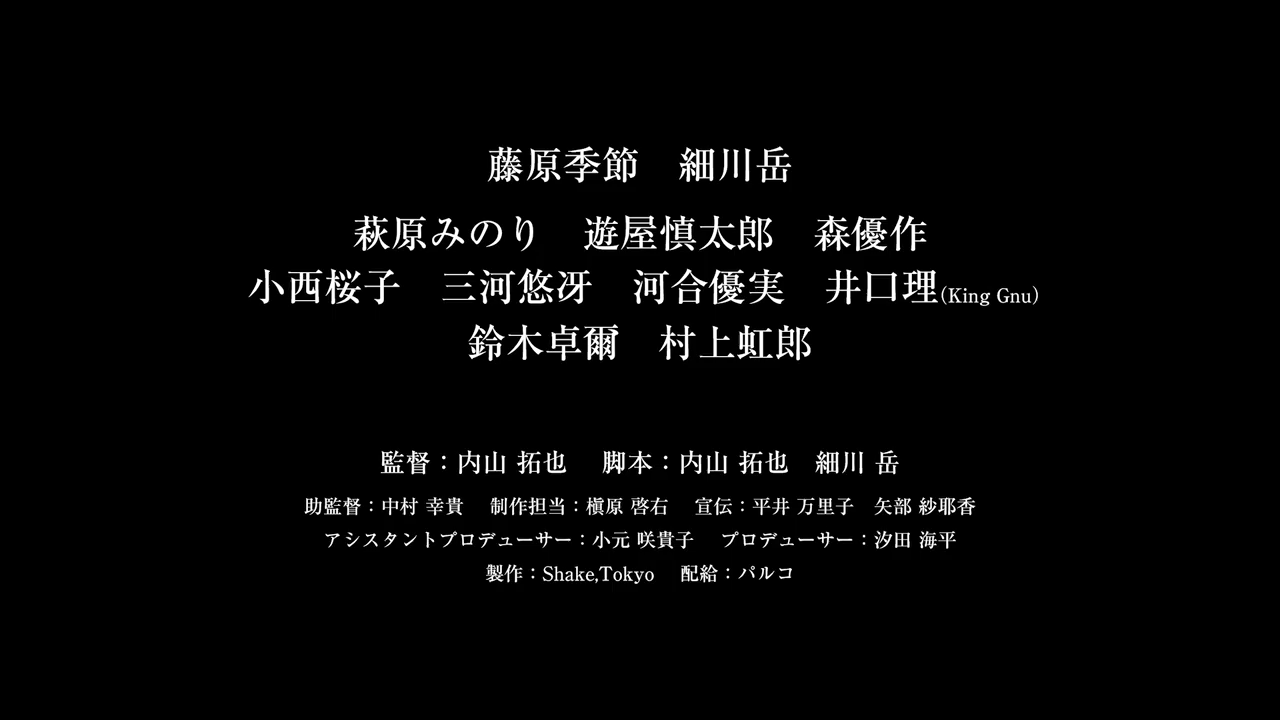 藤原季節　細川岳
萩原みのり　遊屋慎太郎　森優作
小西桜子　三河悠冴　河合優実　井口理(King Gnu)
鈴木卓爾　村上虹郎
監督：内山 拓也　脚本：内山 拓也　細川 岳
助監督：中村 幸貴　制作担当：槇原 啓右　宣伝：平井 万里子　矢部 紗耶香
アシスタントプロデューサー：小元 咲貴子　プロデューサー：汐田 海平
製作：Shake,Tokyo　配給：パルコ